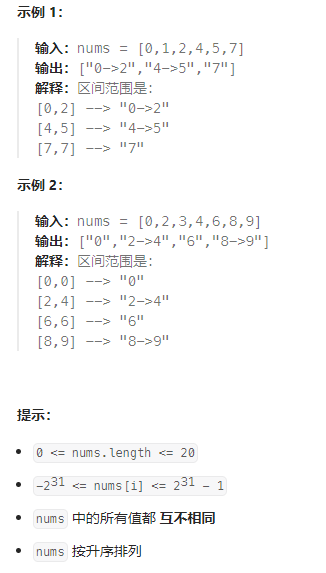 示例 1：
输入：nums = [0,1,2,4,5,7]
输出：["0->2","4->5","7"]
解释：区间范围是：
[0,2] --> "0->2"
[4,5] --> "4->5"
[7,7] --> "7"
示例 2：
输入：nums = [0,2,3,4,6,8,9]
输出：["0","2->4","6","8->9"]
解释：区间范围是：
[0,0] --> "0"
[2,4] --> "2->4"
[6,6] --> "6"
[8,9] --> "8->9"
提示：
0 <= nums.length <= 20
-2³¹ <= nums[i] <= 2³¹ - 1
nums 中的所有值都 互不相同
nums 按升序排列